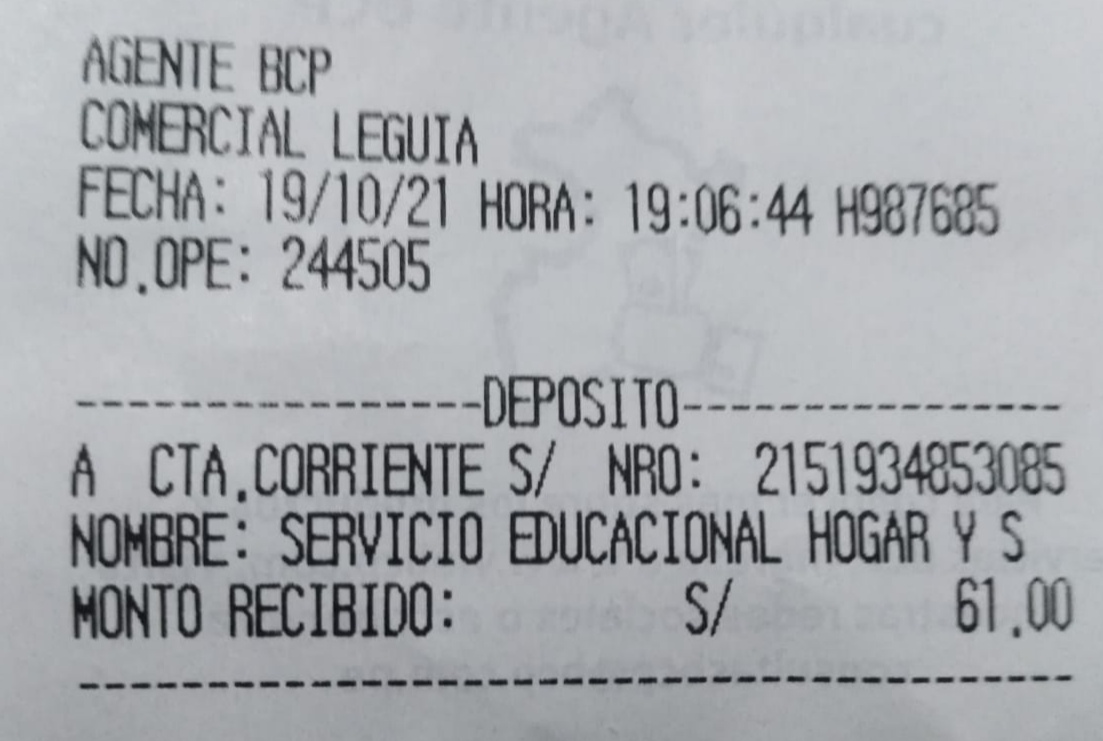 AGENTE BCP
COMERCIAL LEGUIA
FECHA: 19/10/21 HORA: 19:06:44 H987685
NO.OPE: 244505
-----------------DEPOSITO----------------
A CTA.CORRIENTE S/ NRO: 2151934853085
NOMBRE: SERVICIO EDUCACIONAL HOGAR Y S
MONTO RECIBIDO: S/ 61.00
------------------------------------------